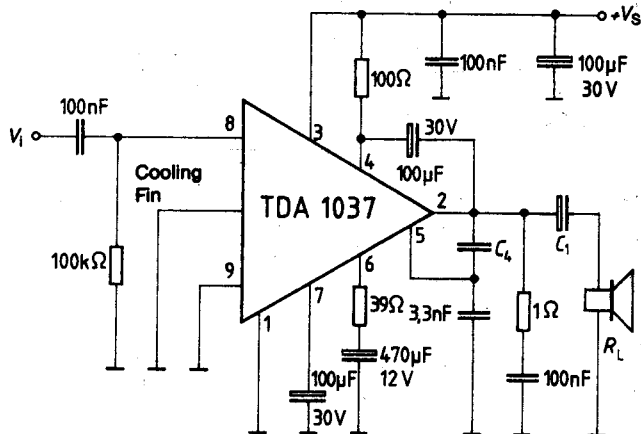 +Vs
100Ω
100nF
100µF
30V
100nF
Vi
8
3
30V
4
100µF
Cooling
Fin
TDA 1037
2
5
C4
C1
100kΩ
9
6
39Ω
3,3nF
1Ω
7
1
470µF
12V
100µF
30V
100nF
RL